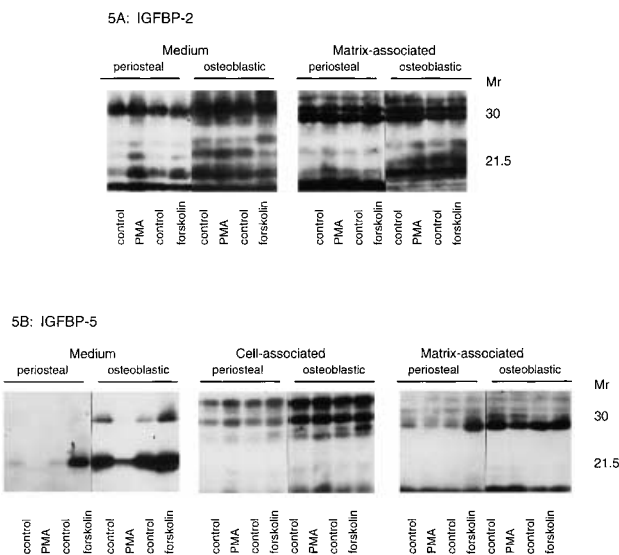 5A: IGFBP-2
Medium Matrix-associated
periosteal osteoblastic periosteal osteoblastic
Mr
30
21.5
control PMA control forskolin control PMA control forskolin control PMA control forskolin control PMA control forskolin
5B: IGFBP-5
Medium Cell-associated Matrix-associated
periosteal osteoblastic periosteal osteoblastic periosteal osteoblastic
Mr
30
21.5
control PMA control forskolin control PMA control forskolin control PMA control forskolin control PMA control forskolin control PMA control forskolin control PMA control forskolin